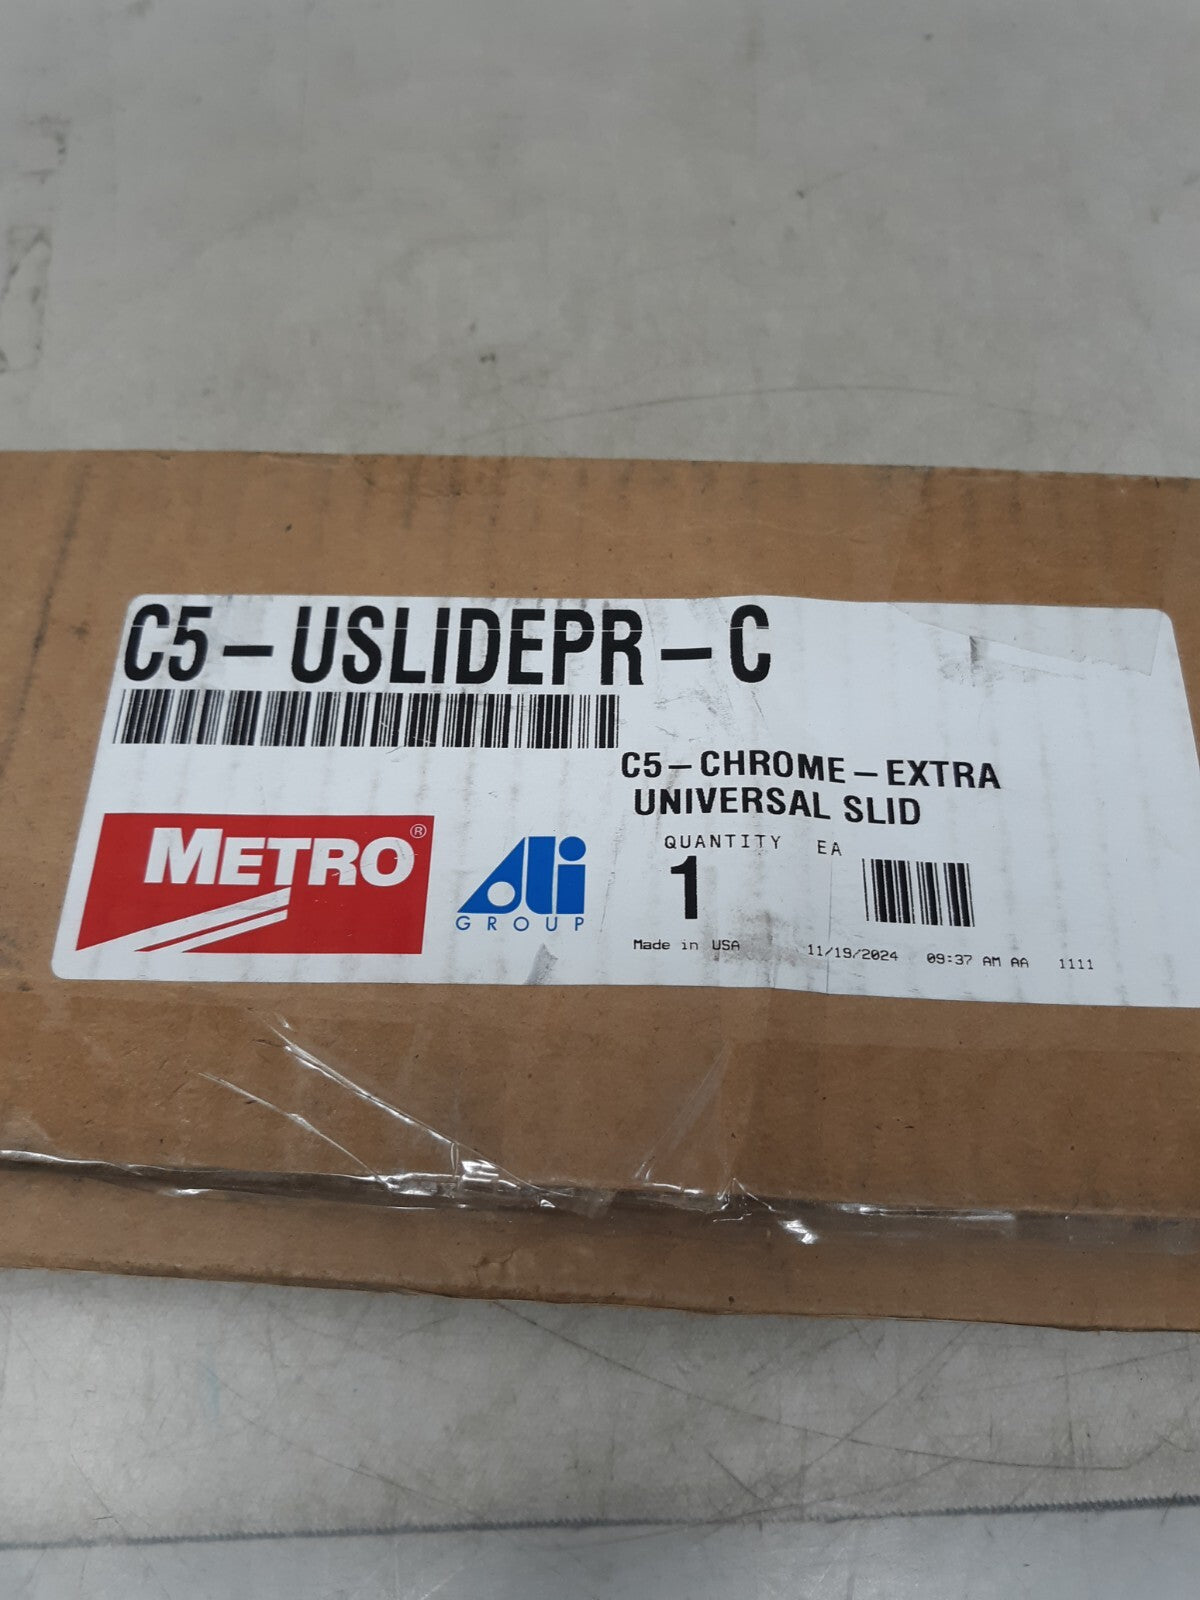 C5-USLIDEPR-C
C5-CHROME-EXTRA
UNIVERSAL SLID
METRO®
ali
GROUP
QUANTITY EA
1
Made in USA 11/19/2024 09:37 AM AA 1111